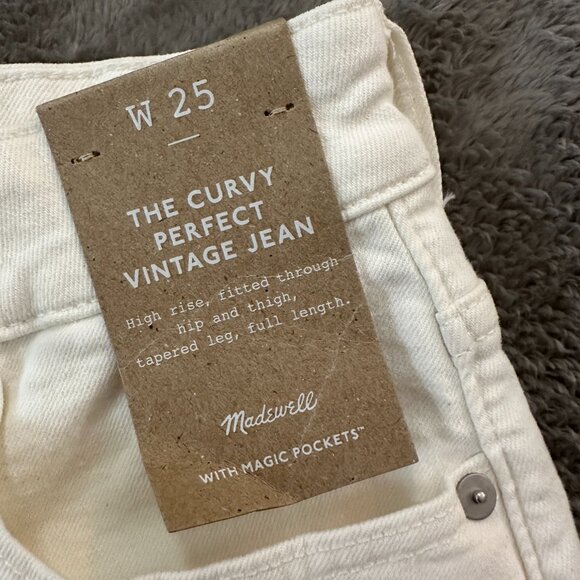 W 25
THE CURVY
PERFECT
VINTAGE JEAN
High rise, fitted through
hip and thigh,
tapered leg, full length.
Madewell
WITH MAGIC POCKETS™